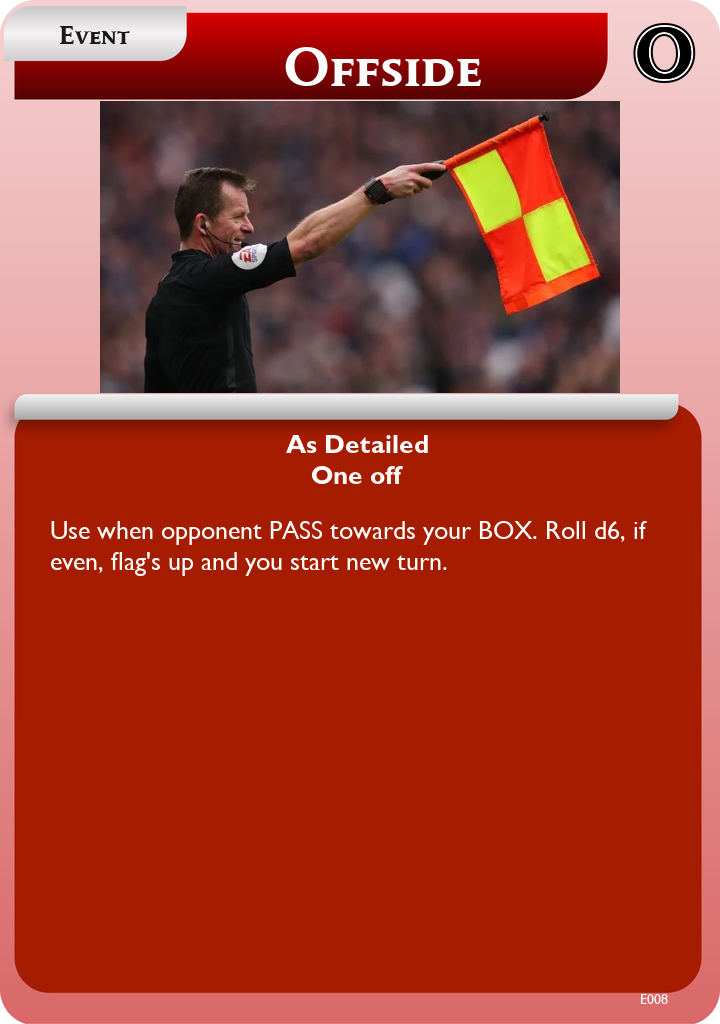 Event
Offside
O
As Detailed
One off
Use when opponent PASS towards your BOX. Roll d6, if
even, flag's up and you start new turn.
E008